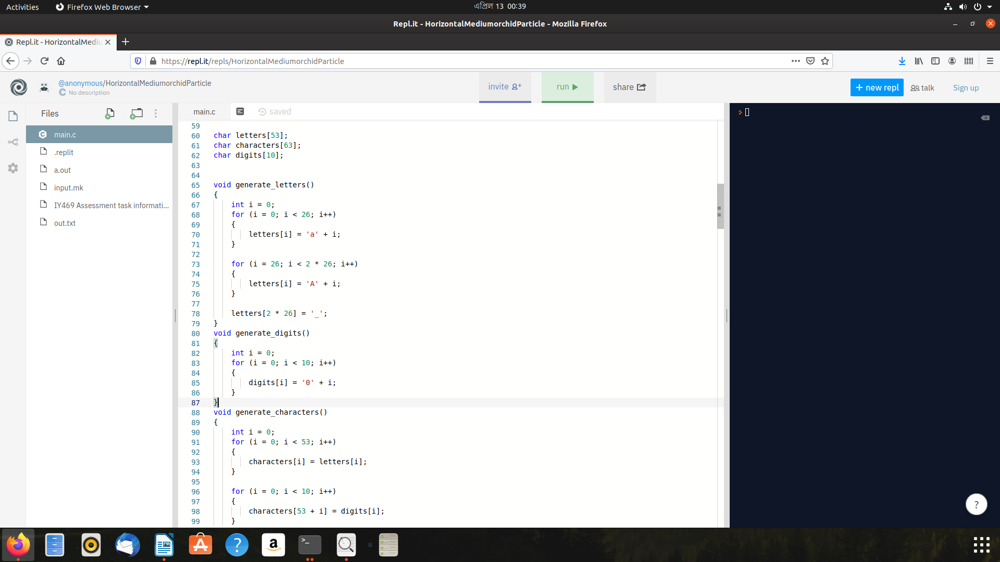 Activities
Firefox Web Browser
এপ্রিল 13 00:39
Repl.it - HorizontalMediumorchidParticle - Mozilla Firefox
Repl.it - HorizontalMediu
https://repl.it/repls/HorizontalMediumorchidParticle
@anonymous/HorizontalMediumorchidParticle
No description
invite
run
share
+ new repl
talk
Sign up
Files
main.c
.replit
a.out
input.mk
IY469 Assessment task informati...
out.txt
main.c
saved
59
60 char letters[53];
61 char characters[63];
62 char digits[10];
63
64
65 void generate_letters()
66 {
67 int i = 0;
68 for (i = 0; i < 26; i++)
69 {
70 letters[i] = 'a' + i;
71 }
72
73 for (i = 26; i < 2 * 26; i++)
74 {
75 letters[i] = 'A' + i;
76 }
77
78 letters[2 * 26] = '_';
79 }
80 void generate_digits()
81 {
82 int i = 0;
83 for (i = 0; i < 10; i++)
84 {
85 digits[i] = '0' + i;
86 }
87 }
88 void generate_characters()
89 {
90 int i = 0;
91 for (i = 0; i < 53; i++)
92 {
93 characters[i] = letters[i];
94 }
95
96 for (i = 0; i < 10; i++)
97 {
98 characters[53 + i] = digits[i];
99 }
?